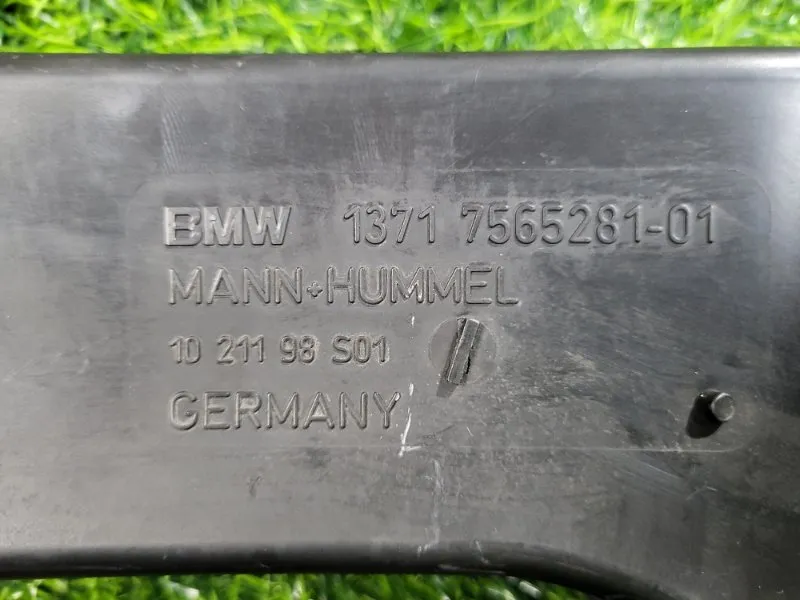 BMW 1371 7565281-01
MANN+HUMMEL
10 211 98 S01
GERMANY